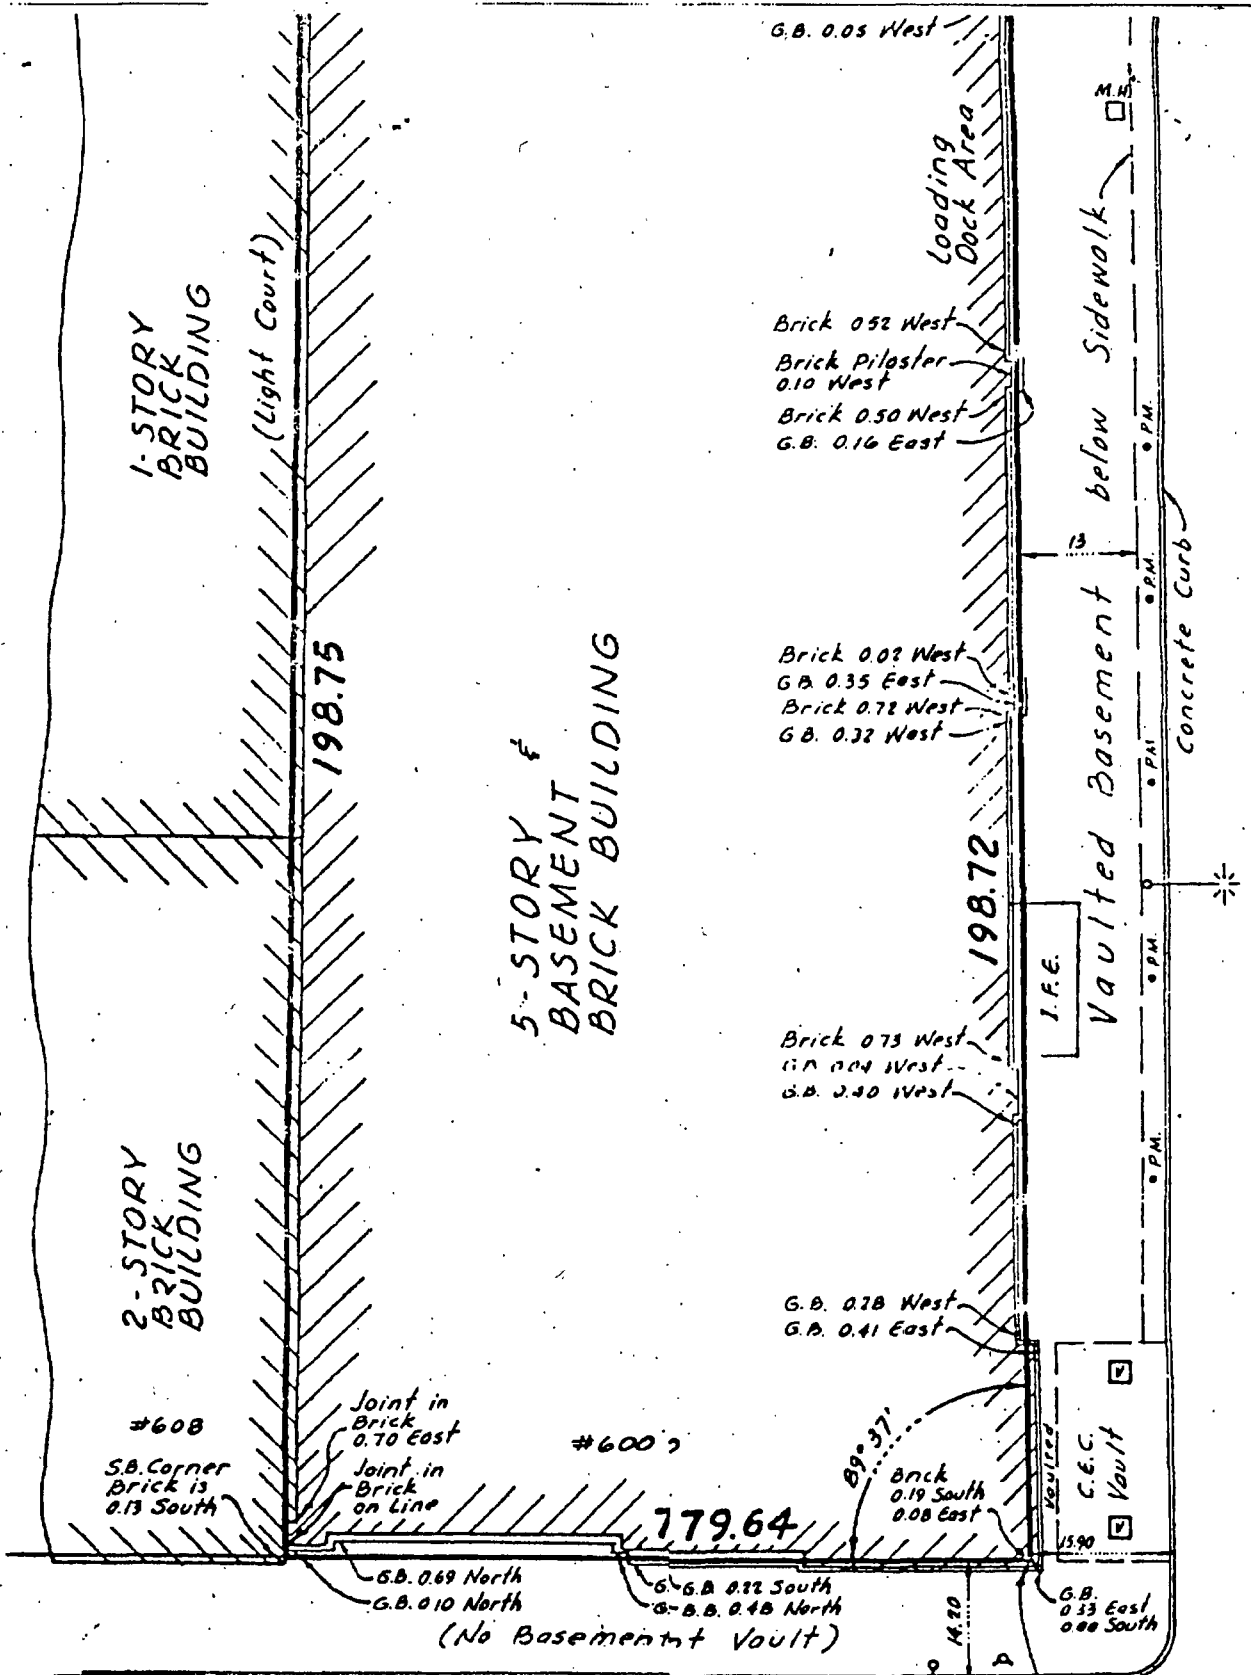 G.B. 0.05 West
M.H.
Loading
Dock Area
below Sidewalk
(Light Court)
1-STORY
BRICK
BUILDING
Brick 0.52 West
Brick Pilaster
0.10 West
Brick 0.50 West
G.B. 0.16 East
P.M.
13
Concrete Curb
P.M.
198.75
Brick 0.02 West
G.B. 0.35 East
Brick 0.72 West
G.B. 0.32 West
Vaulted Basement
P.M.
5-STORY &
BASEMENT
BRICK BUILDING
198.72
I.F.E.
P.M.
Brick 0.73 West
West
G.B. West
P.M.
2-STORY
BRICK
BUILDING
G.B. 0.28 West
G.B. 0.41 East
Joint in
Brick
0.70 East
#608
#600
89°37'
Vaulted
C.E.C.
Vault
V
V
S.B. Corner
Brick is
0.13 South
Joint in
Brick
on Line
Brick
0.19 South
0.08 East
779.64
15.90
G.B. 0.69 North
G.B. 0.10 North
G.B. 0.22 South
B.B. 0.48 North
G.B.
0.33 East
South
(No Basement Vault)
14.20